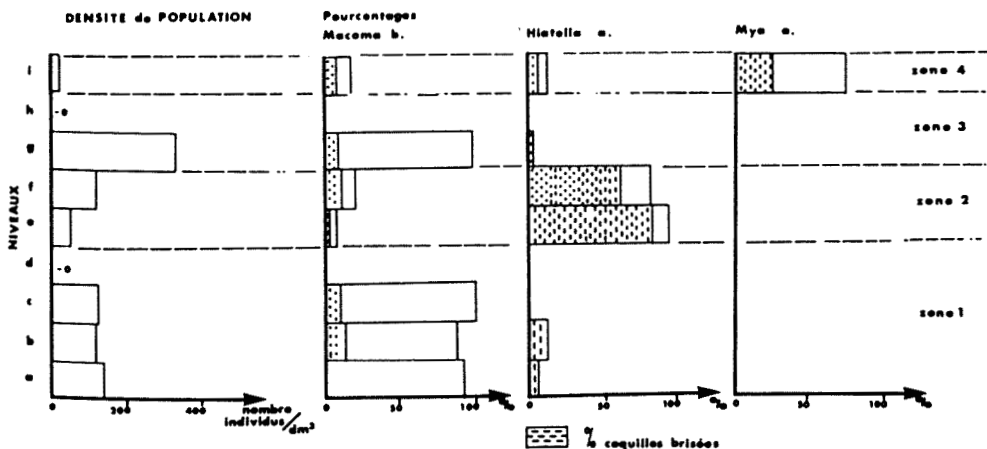 DENSITE de POPULATION
Pourcentages
Macoma b.
Hiatella a.
Mya a.
NIVEAUX
i
h
g
f
e
d
c
b
a
-o
-o
zone 4
zone 3
zone 2
zone 1
0
200
400
nombre
individus/dm²
0
50
100
%
0
50
100
%
0
50
100
%
% coquilles brisées